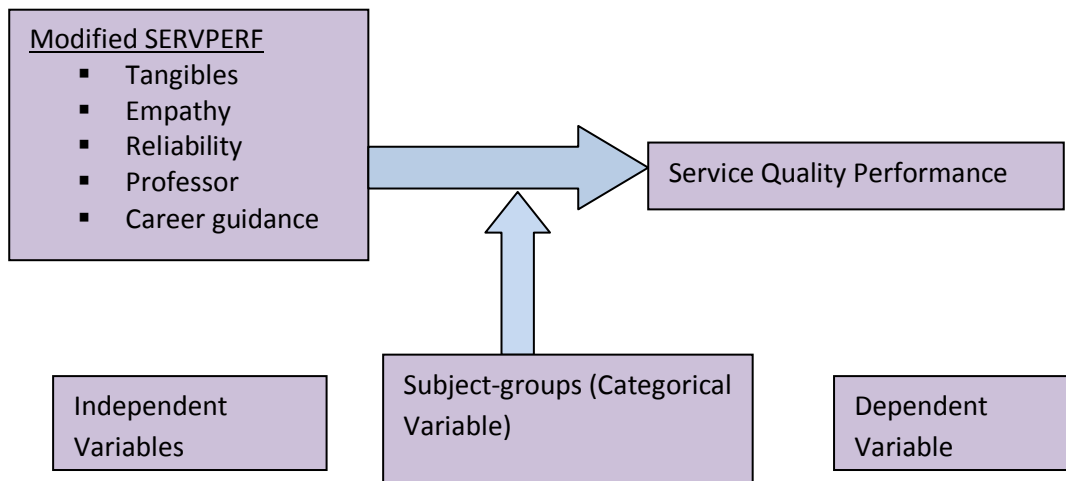 Modified SERVPERF
▪ Tangibles
▪ Empathy
▪ Reliability
▪ Professor
▪ Career guidance
Service Quality Performance
Independent
Variables
Subject-groups (Categorical
Variable)
Dependent
Variable